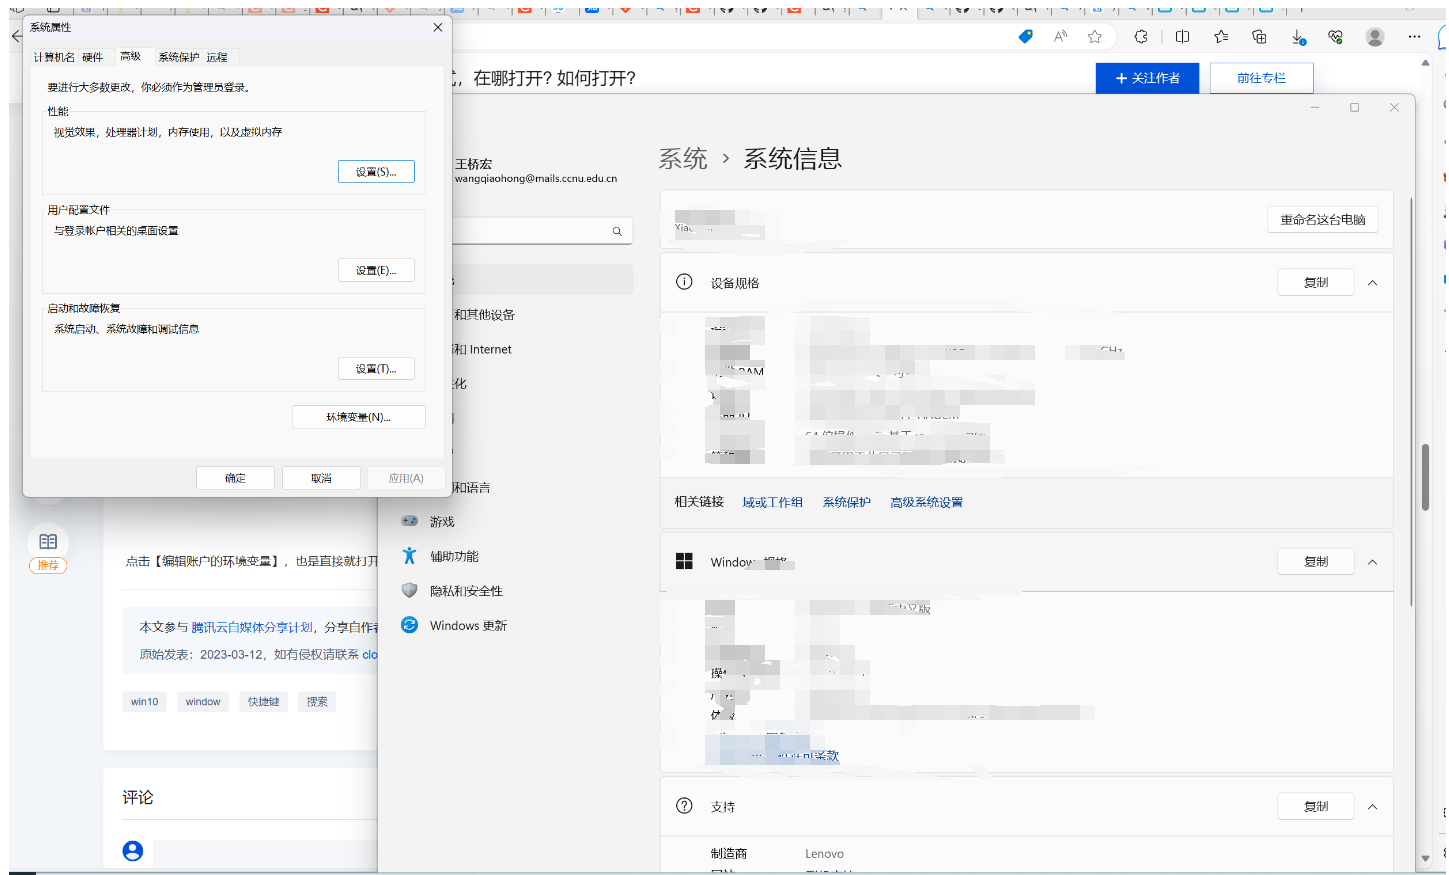 系统属性
计算机名 硬件 高级 系统保护 远程
要进行大多数更改，你必须作为管理员登录。
性能
视觉效果，处理器计划，内存使用，以及虚拟内存
设置(S)...
用户配置文件
与登录帐户相关的桌面设置
设置(E)...
启动和故障恢复
系统启动、系统故障和调试信息
设置(T)...
环境变量(N)...
确定 取消 应用(A)
，在哪打开? 如何打开?
关注作者 前往专栏
王桥宏
wangqiaohong@mails.ccnu.edu.cn
和其他设备
和 Internet
化
和语言
游戏
辅助功能
隐私和安全性
Windows 更新
系统 › 系统信息
重命名这台电脑
设备规格 复制
相关链接 域或工作组 系统保护 高级系统设置
复制
支持 复制
制造商 Lenovo
推荐
点击【编辑账户的环境变量】，也是直接就打开
本文参与 腾讯云自媒体分享计划，分享自作者
原始发表：2023-03-12，如有侵权请联系 clo
win10 window 快捷键 搜索
评论